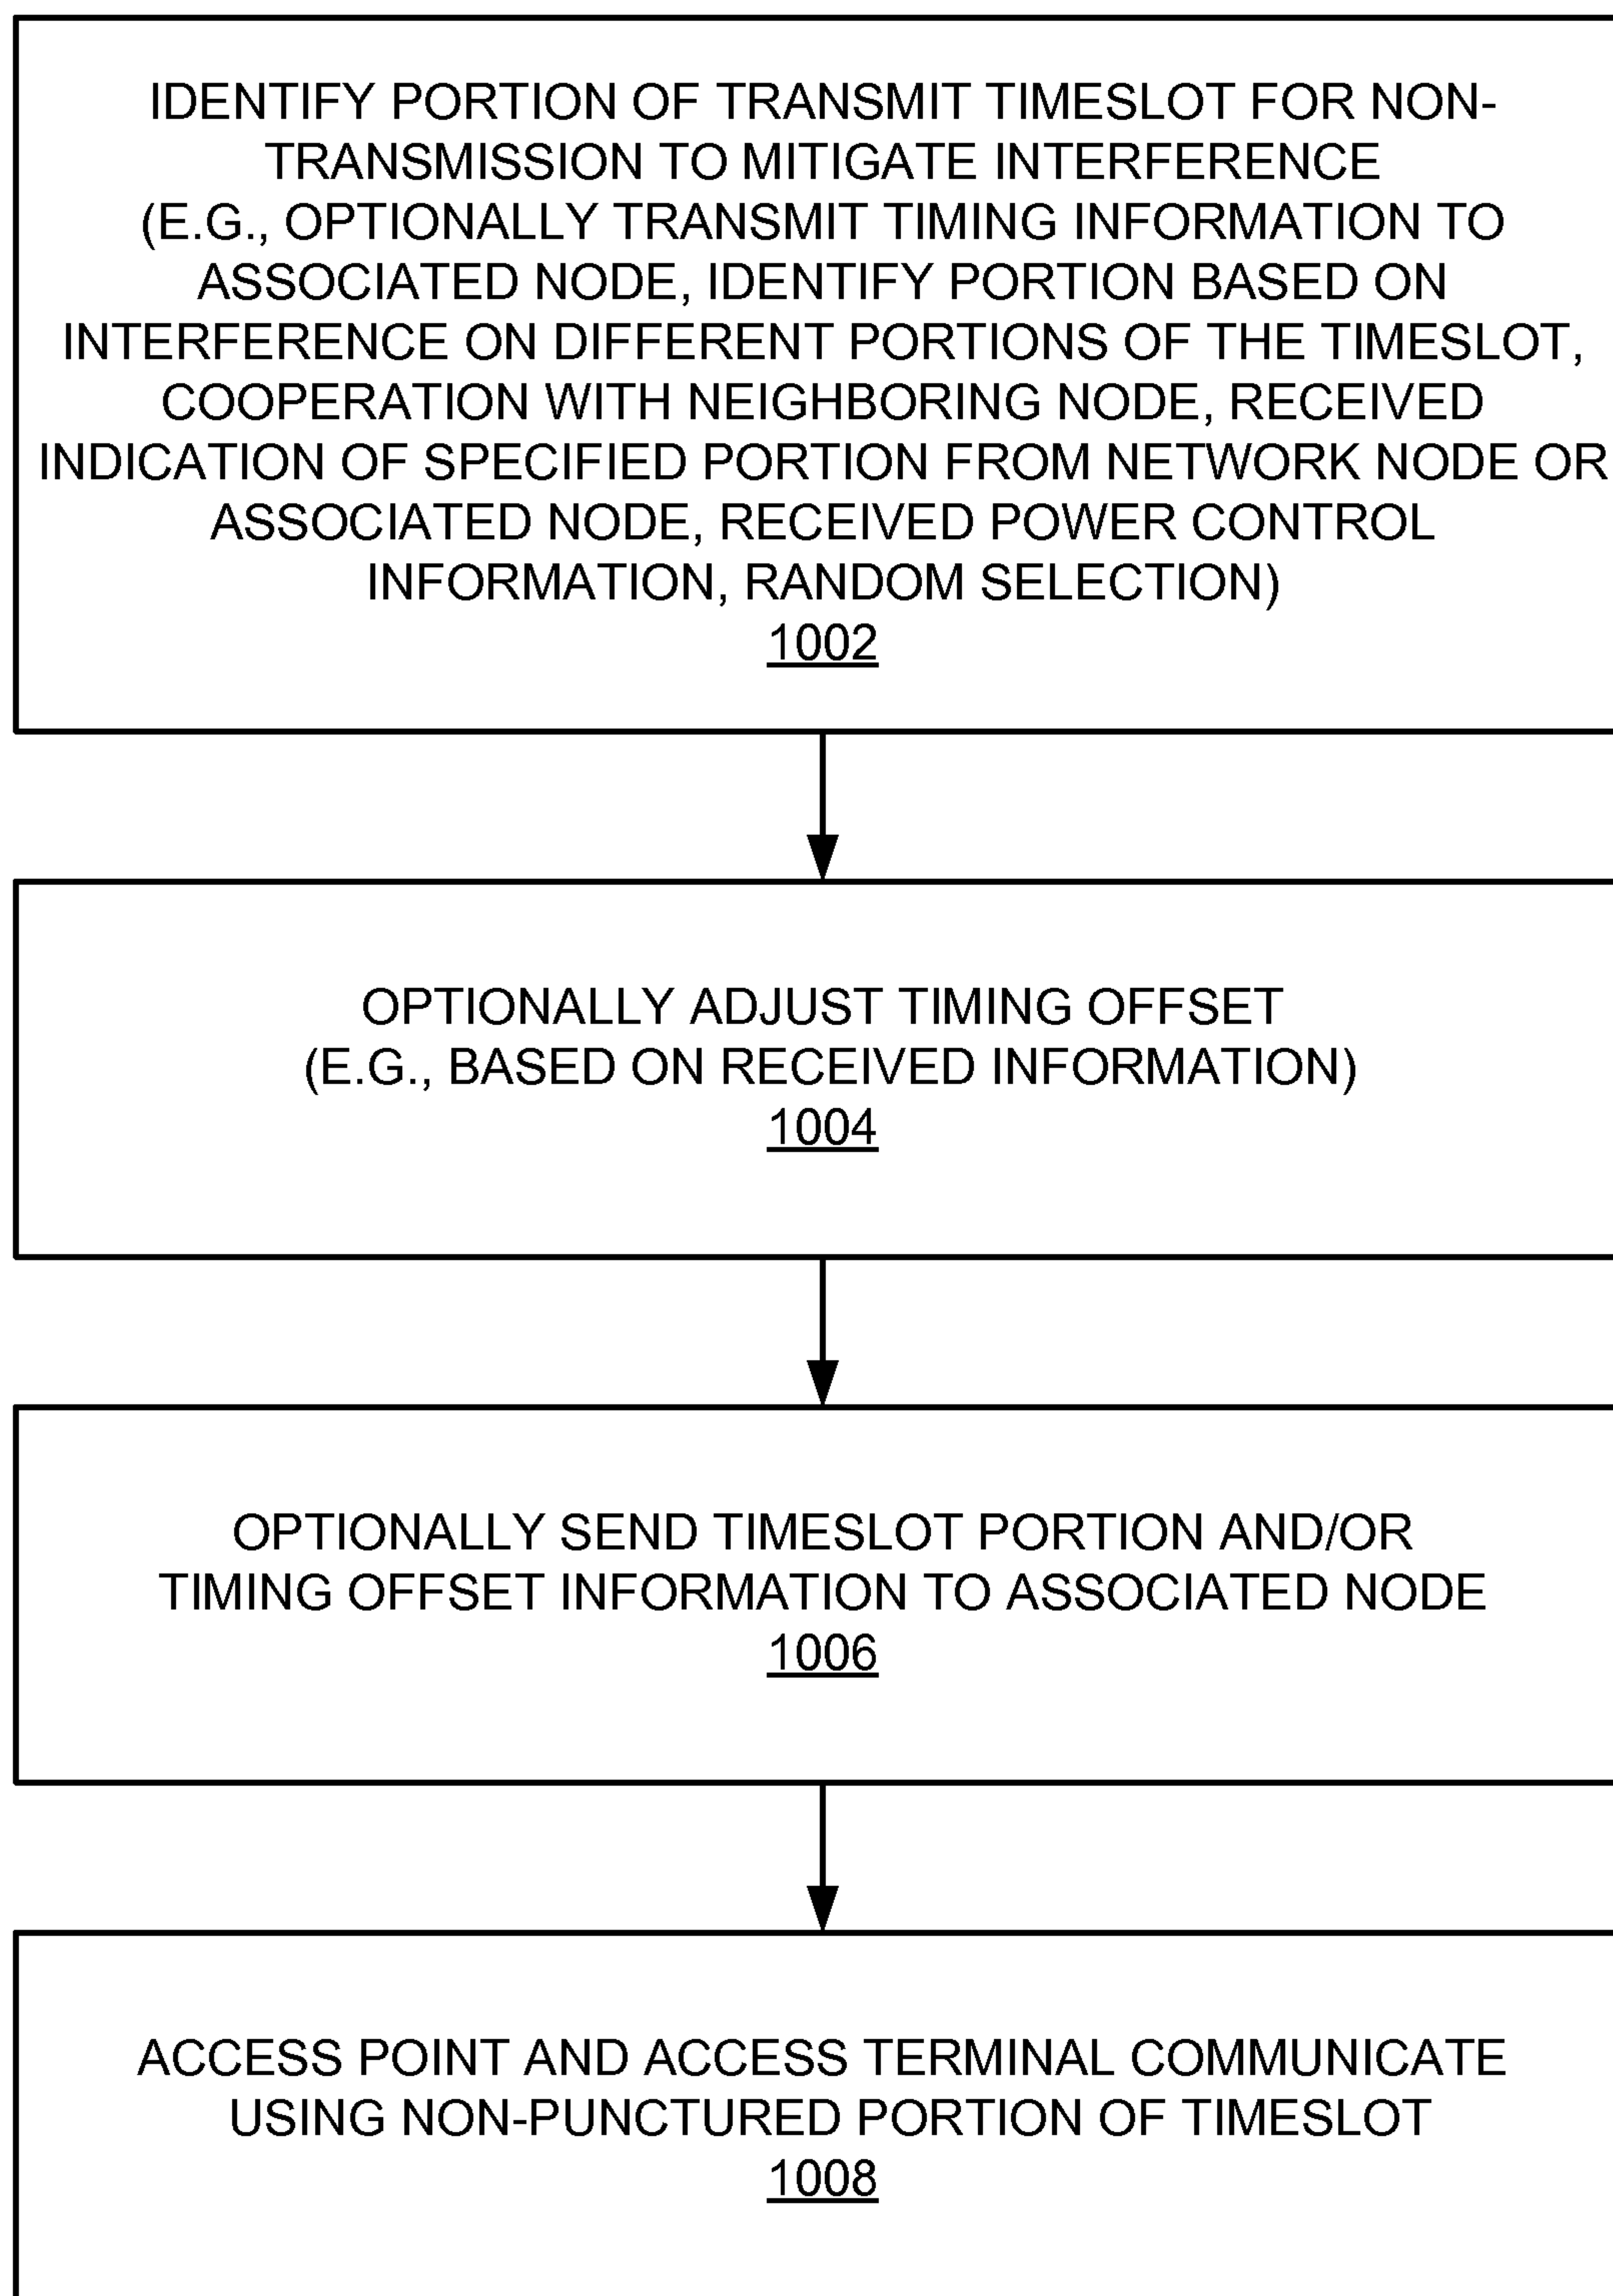 IDENTIFY PORTION OF TRANSMIT TIMESLOT FOR NON-
TRANSMISSION TO MITIGATE INTERFERENCE
(E.G., OPTIONALLY TRANSMIT TIMING INFORMATION TO
ASSOCIATED NODE, IDENTIFY PORTION BASED ON
INTERFERENCE ON DIFFERENT PORTIONS OF THE TIMESLOT,
COOPERATION WITH NEIGHBORING NODE, RECEIVED
INDICATION OF SPECIFIED PORTION FROM NETWORK NODE OR
ASSOCIATED NODE, RECEIVED POWER CONTROL
INFORMATION, RANDOM SELECTION)
1002
OPTIONALLY ADJUST TIMING OFFSET
(E.G., BASED ON RECEIVED INFORMATION)
1004
OPTIONALLY SEND TIMESLOT PORTION AND/OR
TIMING OFFSET INFORMATION TO ASSOCIATED NODE
1006
ACCESS POINT AND ACCESS TERMINAL COMMUNICATE
USING NON-PUNCTURED PORTION OF TIMESLOT
1008